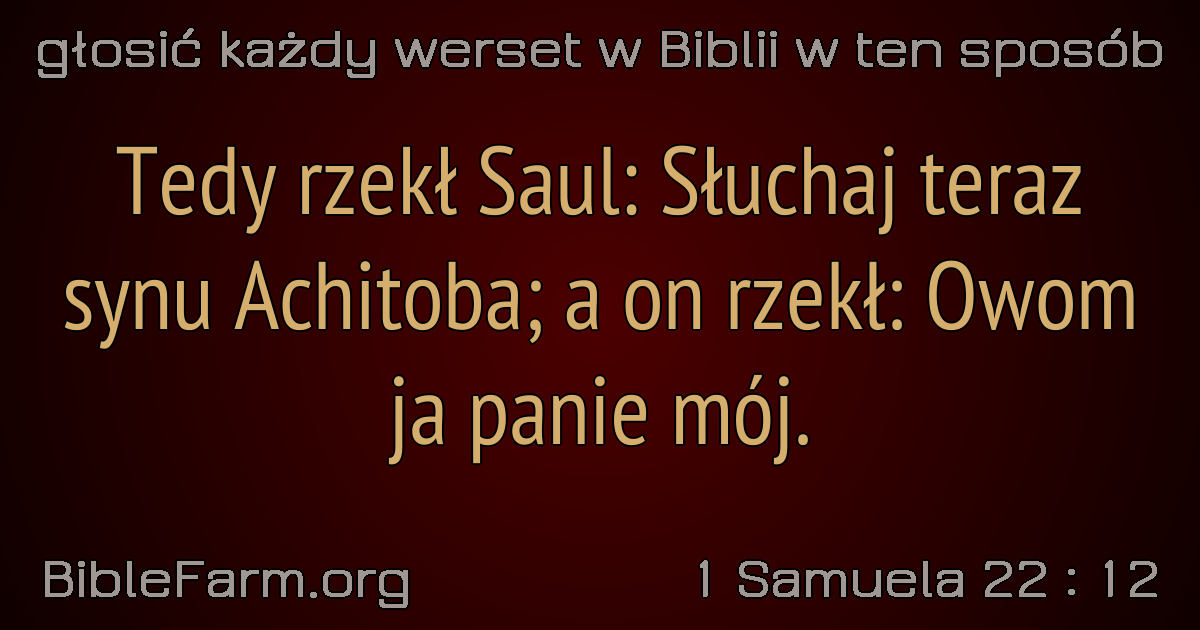 głosić każdy werset w Biblii w ten sposób
Tedy rzekł Saul: Słuchaj teraz
synu Achitoba; a on rzekł: Owom
ja panie mój.
BibleFarm.org
1 Samuela 22 : 12